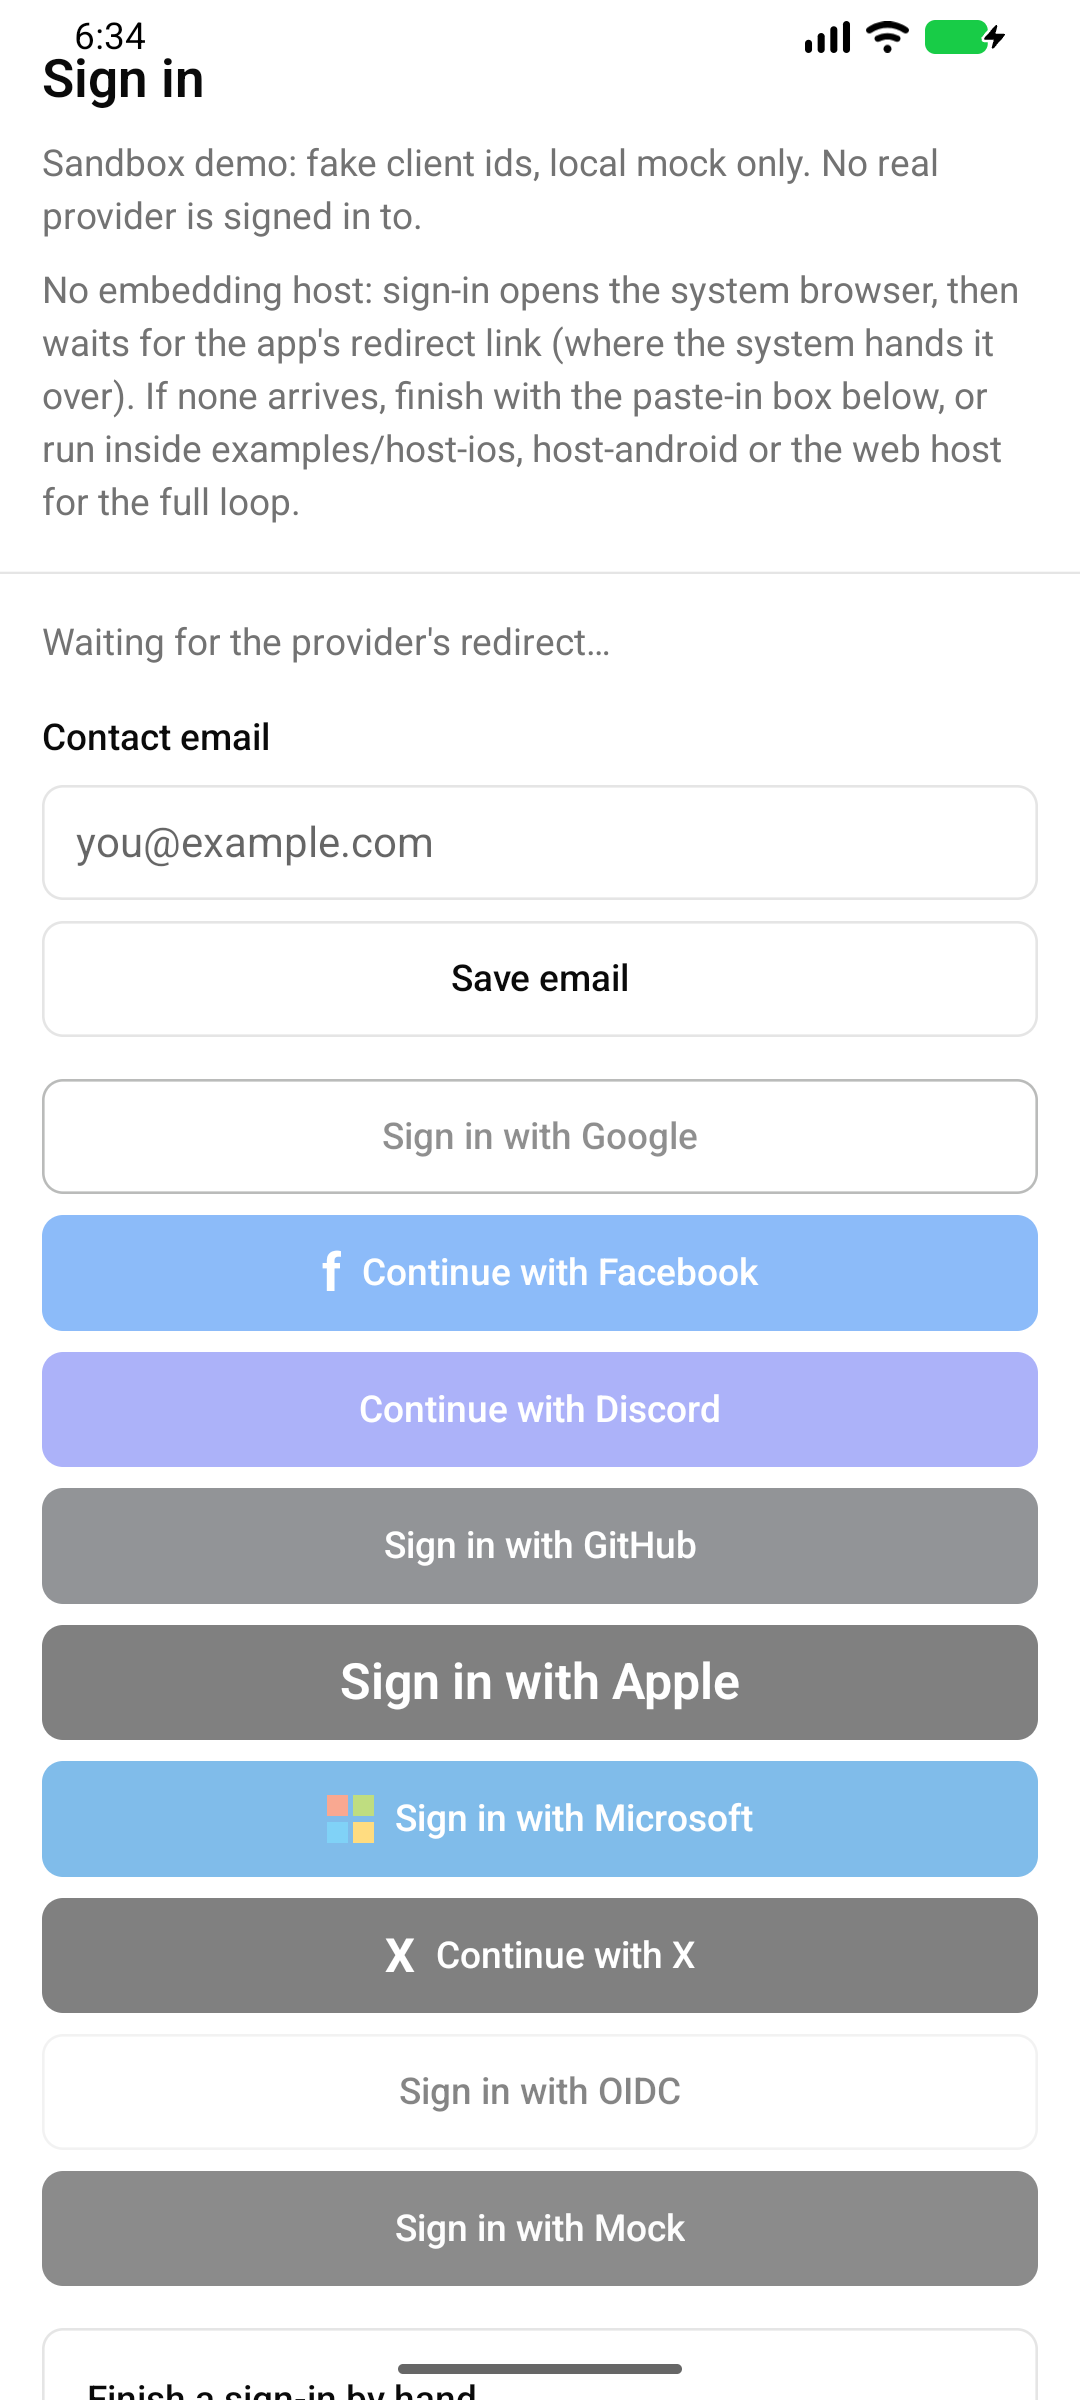 6:34
Sign in
Sandbox demo: fake client ids, local mock only. No real
provider is signed in to.
No embedding host: sign-in opens the system browser, then
waits for the app's redirect link (where the system hands it
over). If none arrives, finish with the paste-in box below, or
run inside examples/host-ios, host-android or the web host
for the full loop.
Waiting for the provider's redirect…
Contact email
you@example.com
Save email
Sign in with Google
f Continue with Facebook
Continue with Discord
Sign in with GitHub
Sign in with Apple
Sign in with Microsoft
X Continue with X
Sign in with OIDC
Sign in with Mock
Finish a sign-in by hand